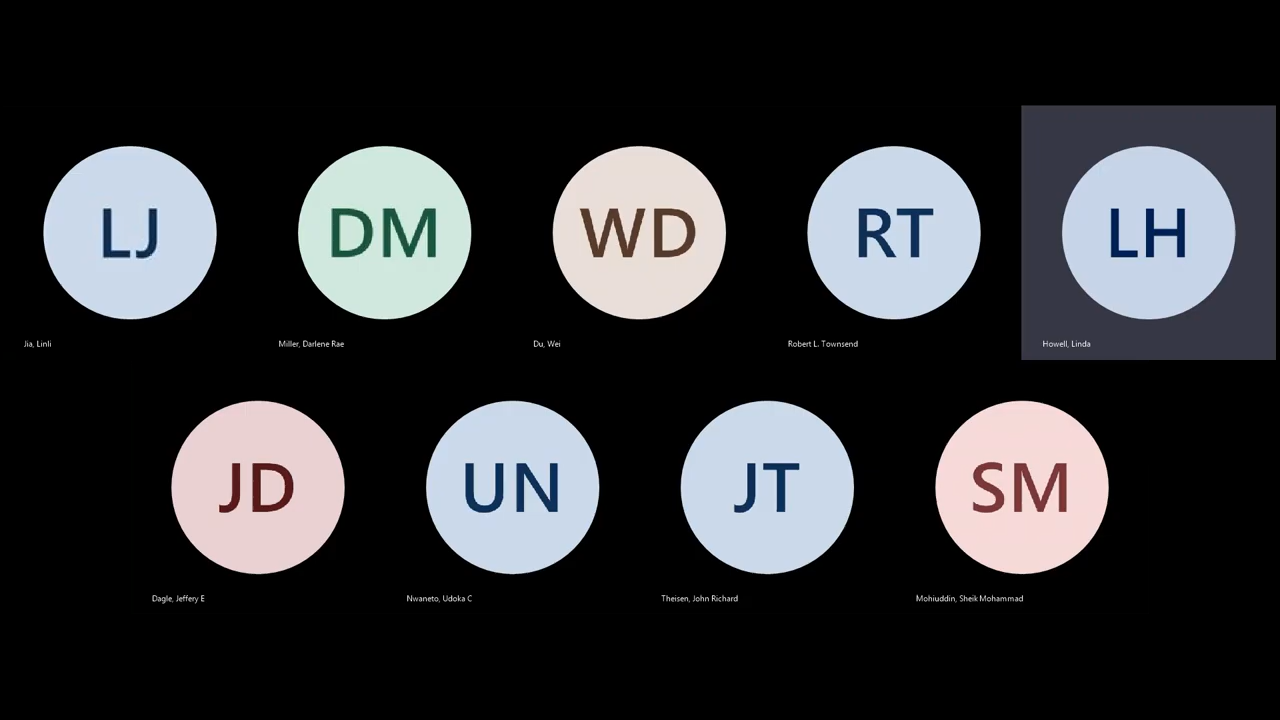 LJ
DM
WD
RT
LH
Jia, Linli
Miller, Darlene Rae
Du, Wei
Robert L. Townsend
Howell, Linda
JD
UN
JT
SM
Dagle, Jeffery E
Nwaneto, Udoka C
Theisen, John Richard
Mohiuddin, Sheik Mohammad